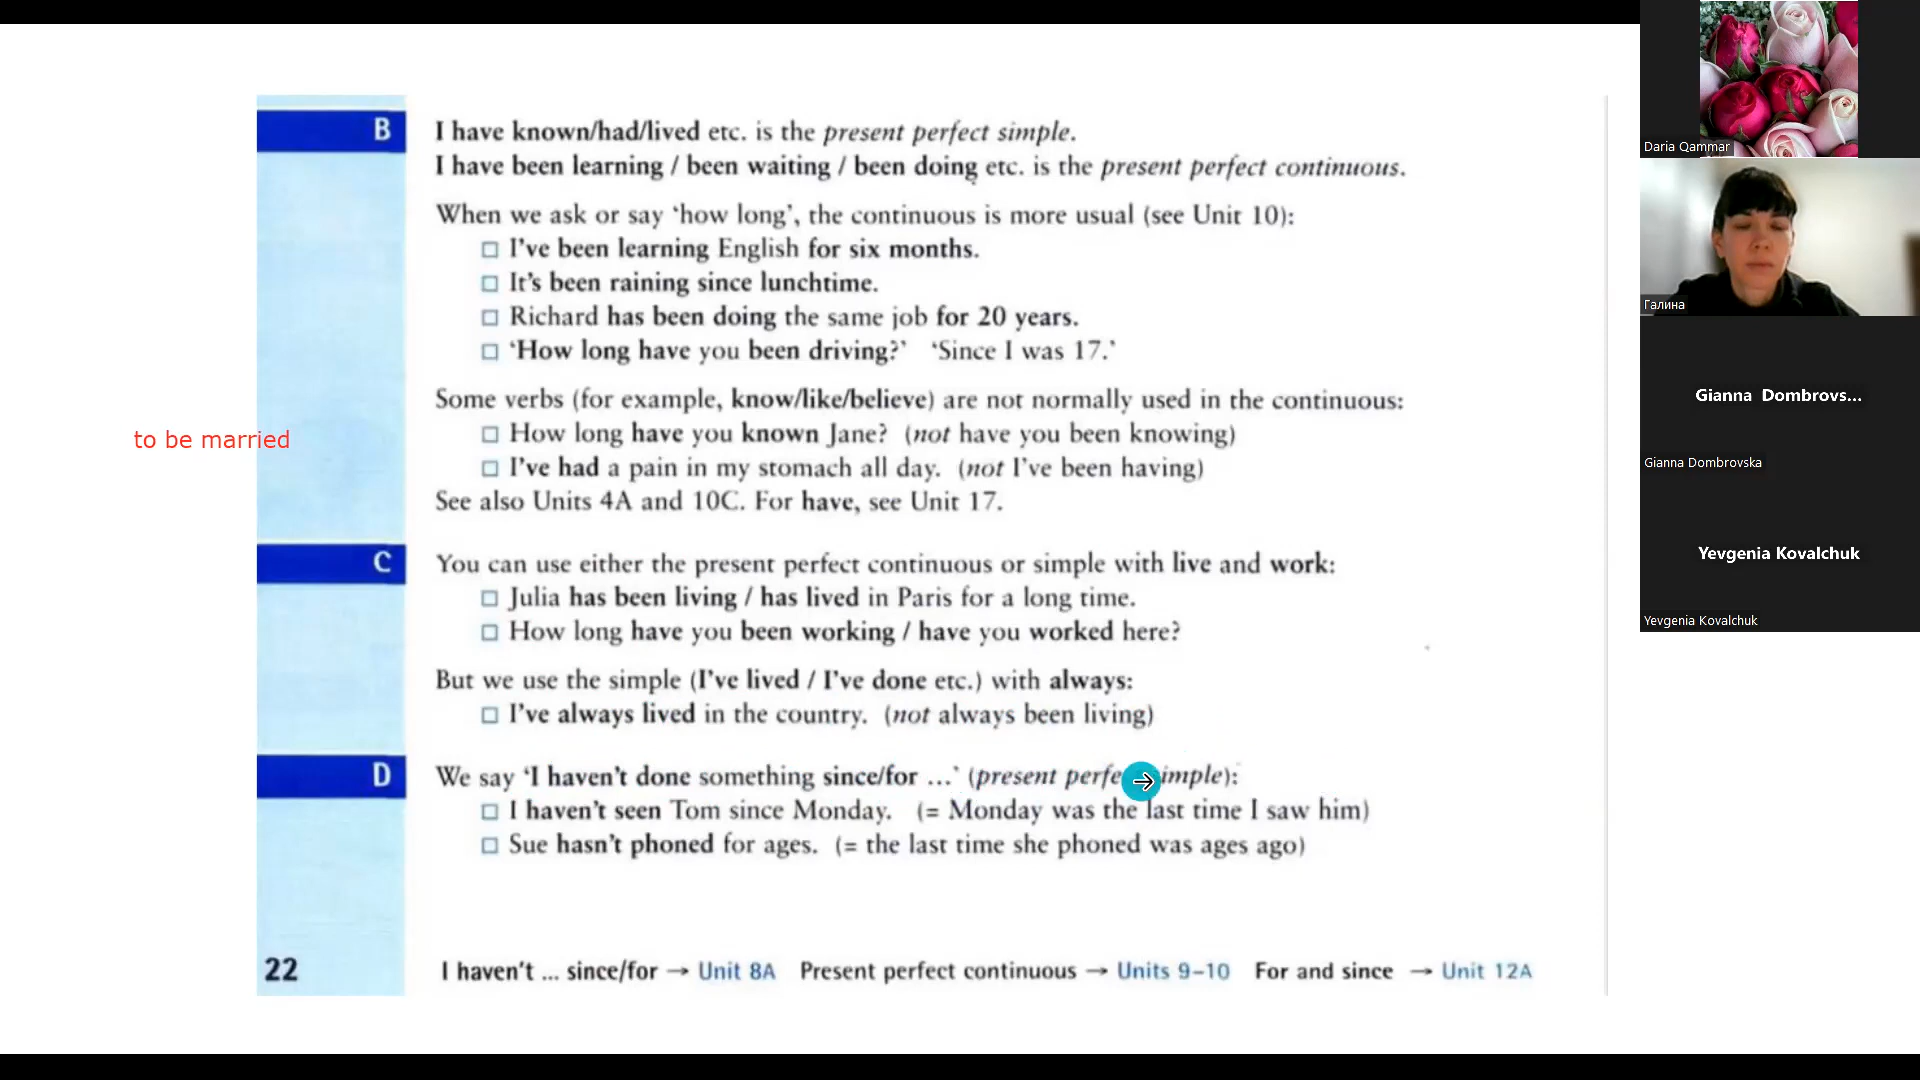 B
I have known/had/lived etc. is the present perfect simple.
I have been learning / been waiting / been doing etc. is the present perfect continuous.
When we ask or say ‘how long’, the continuous is more usual (see Unit 10):
I’ve been learning English for six months.
It’s been raining since lunchtime.
Richard has been doing the same job for 20 years.
‘How long have you been driving?’ ‘Since I was 17.’
Some verbs (for example, know/like/believe) are not normally used in the continuous:
How long have you known Jane? (not have you been knowing)
I’ve had a pain in my stomach all day. (not I’ve been having)
See also Units 4A and 10C. For have, see Unit 17.
to be married
C
You can use either the present perfect continuous or simple with live and work:
Julia has been living / has lived in Paris for a long time.
How long have you been working / have you worked here?
But we use the simple (I’ve lived / I’ve done etc.) with always:
I’ve always lived in the country. (not always been living)
D
We say ‘I haven’t done something since/for ...’ (present perfe imple):
I haven’t seen Tom since Monday. (= Monday was the last time I saw him)
Sue hasn’t phoned for ages. (= the last time she phoned was ages ago)
22
I haven’t ... since/for → Unit 8A Present perfect continuous → Units 9–10 For and since → Unit 12A
Daria Qammar
Галина
Gianna Dombrovs...
Gianna Dombrovska
Yevgenia Kovalchuk
Yevgenia Kovalchuk